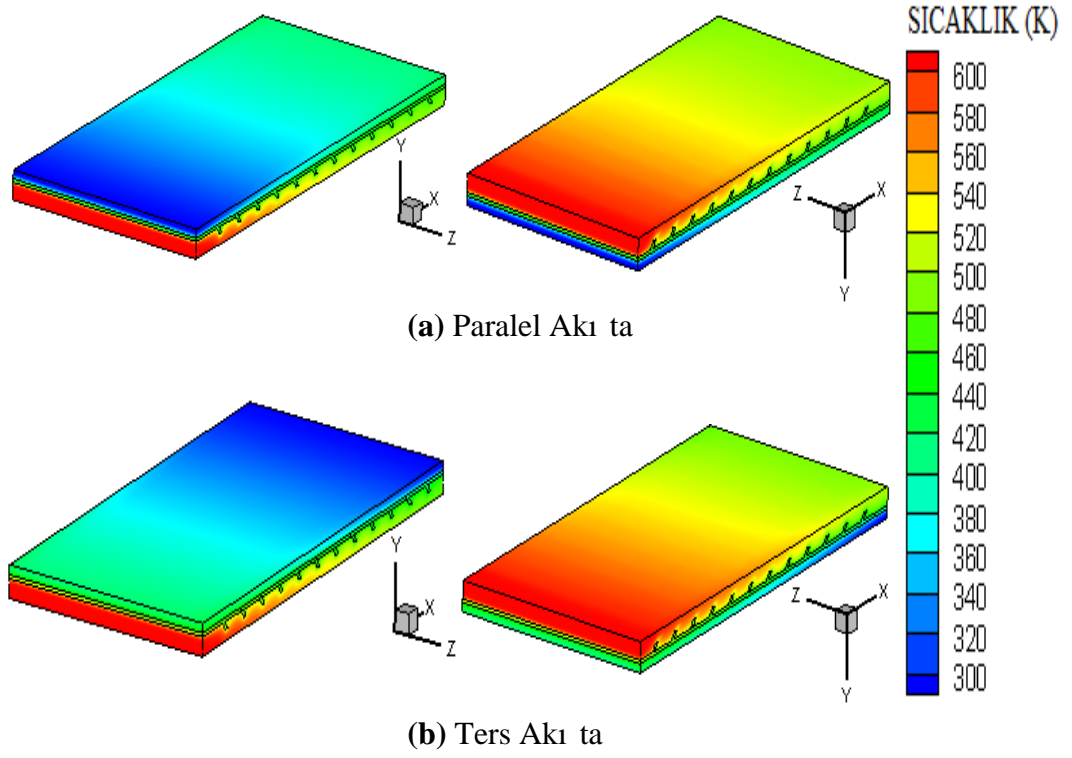 SICAKLIK (K)
600
580
560
540
520
500
480
460
440
420
400
380
360
340
320
300
Y
X
Z
Z
X
Y
(a) Paralel Akı ta
Y
X
Z
Z
X
Y
(b) Ters Akı ta